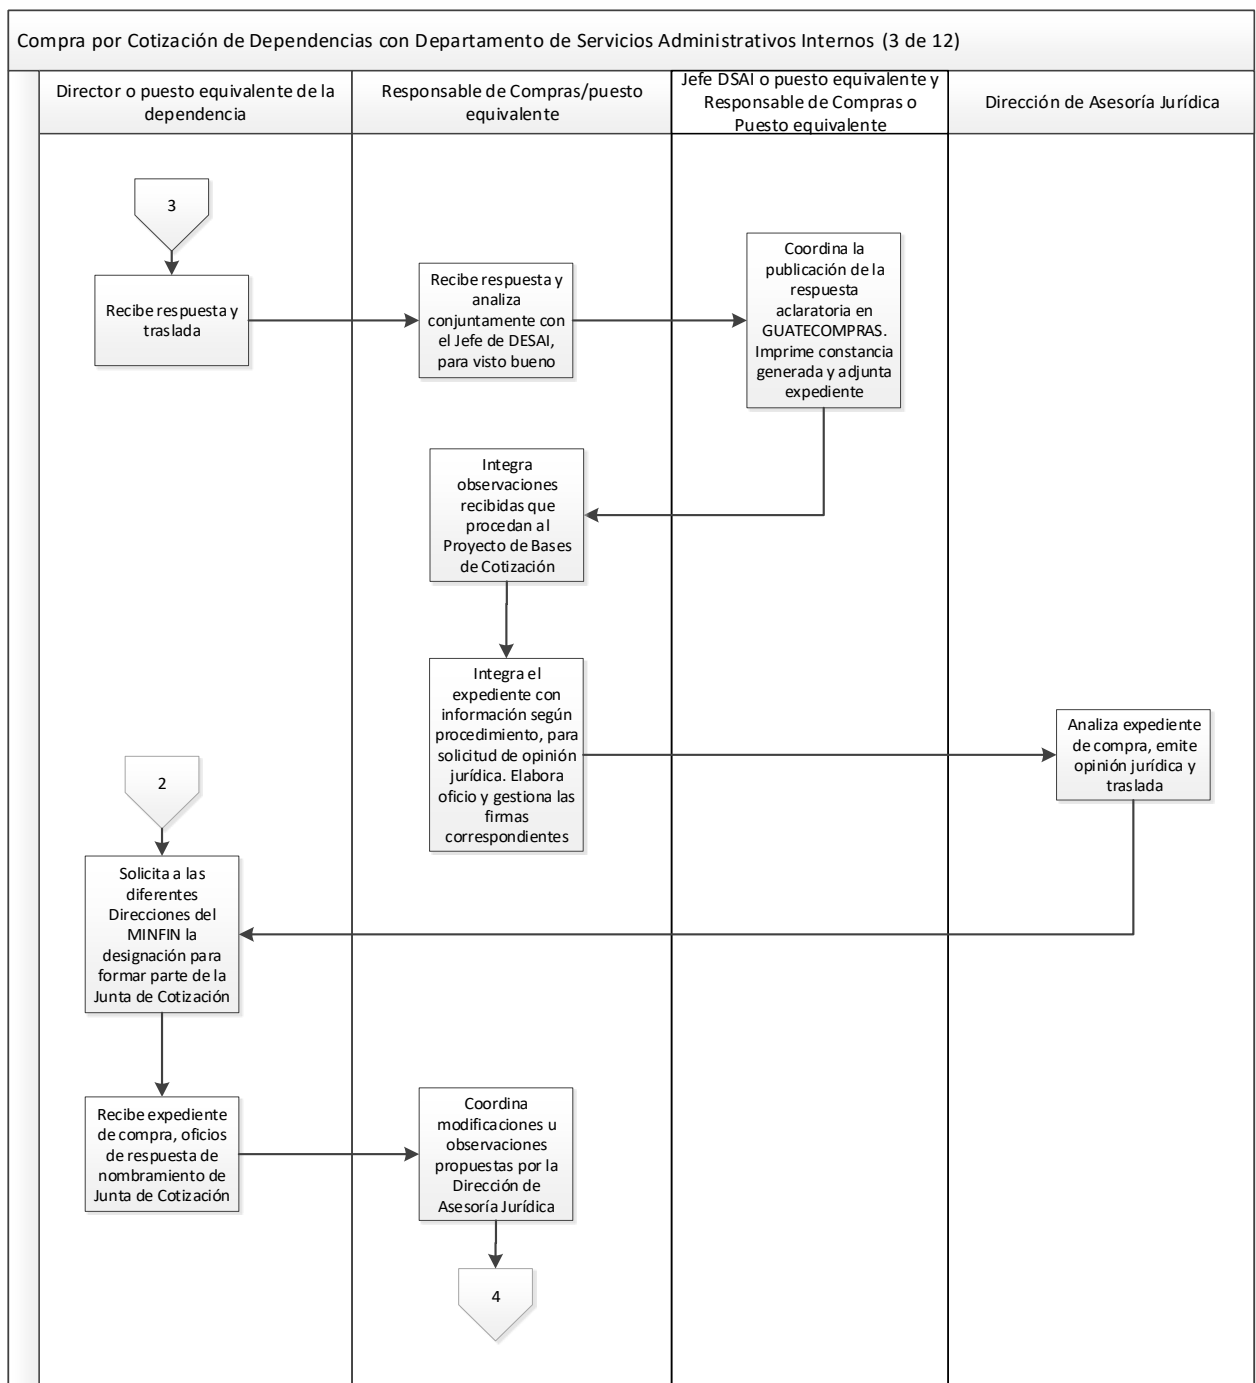 Compra por Cotización de Dependencias con Departamento de Servicios Administrativos Internos (3 de 12)
Director o puesto equivalente de la
dependencia
Responsable de Compras/puesto
equivalente
Jefe DSAI o puesto equivalente y
Responsable de Compras o
Puesto equivalente
Dirección de Asesoría Jurídica
3
Recibe respuesta y
traslada
Recibe respuesta y
analiza
conjuntamente con
el Jefe de DESAI,
para visto bueno
Coordina la
publicación de la
respuesta
aclaratoria en
GUATECOMPRAS.
Imprime constancia
generada y adjunta
expediente
Integra
observaciones
recibidas que
procedan al
Proyecto de Bases
de Cotización
Integra el
expediente con
información según
procedimiento, para
solicitud de opinión
jurídica. Elabora
oficio y gestiona las
firmas
correspondientes
Analiza expediente
de compra, emite
opinión jurídica y
traslada
2
Solicita a las
diferentes
Direcciones del
MINFIN la
designación para
formar parte de la
Junta de Cotización
Recibe expediente
de compra, oficios
de respuesta de
nombramiento de
Junta de Cotización
Coordina
modificaciones u
observaciones
propuestas por la
Dirección de
Asesoría Jurídica
4